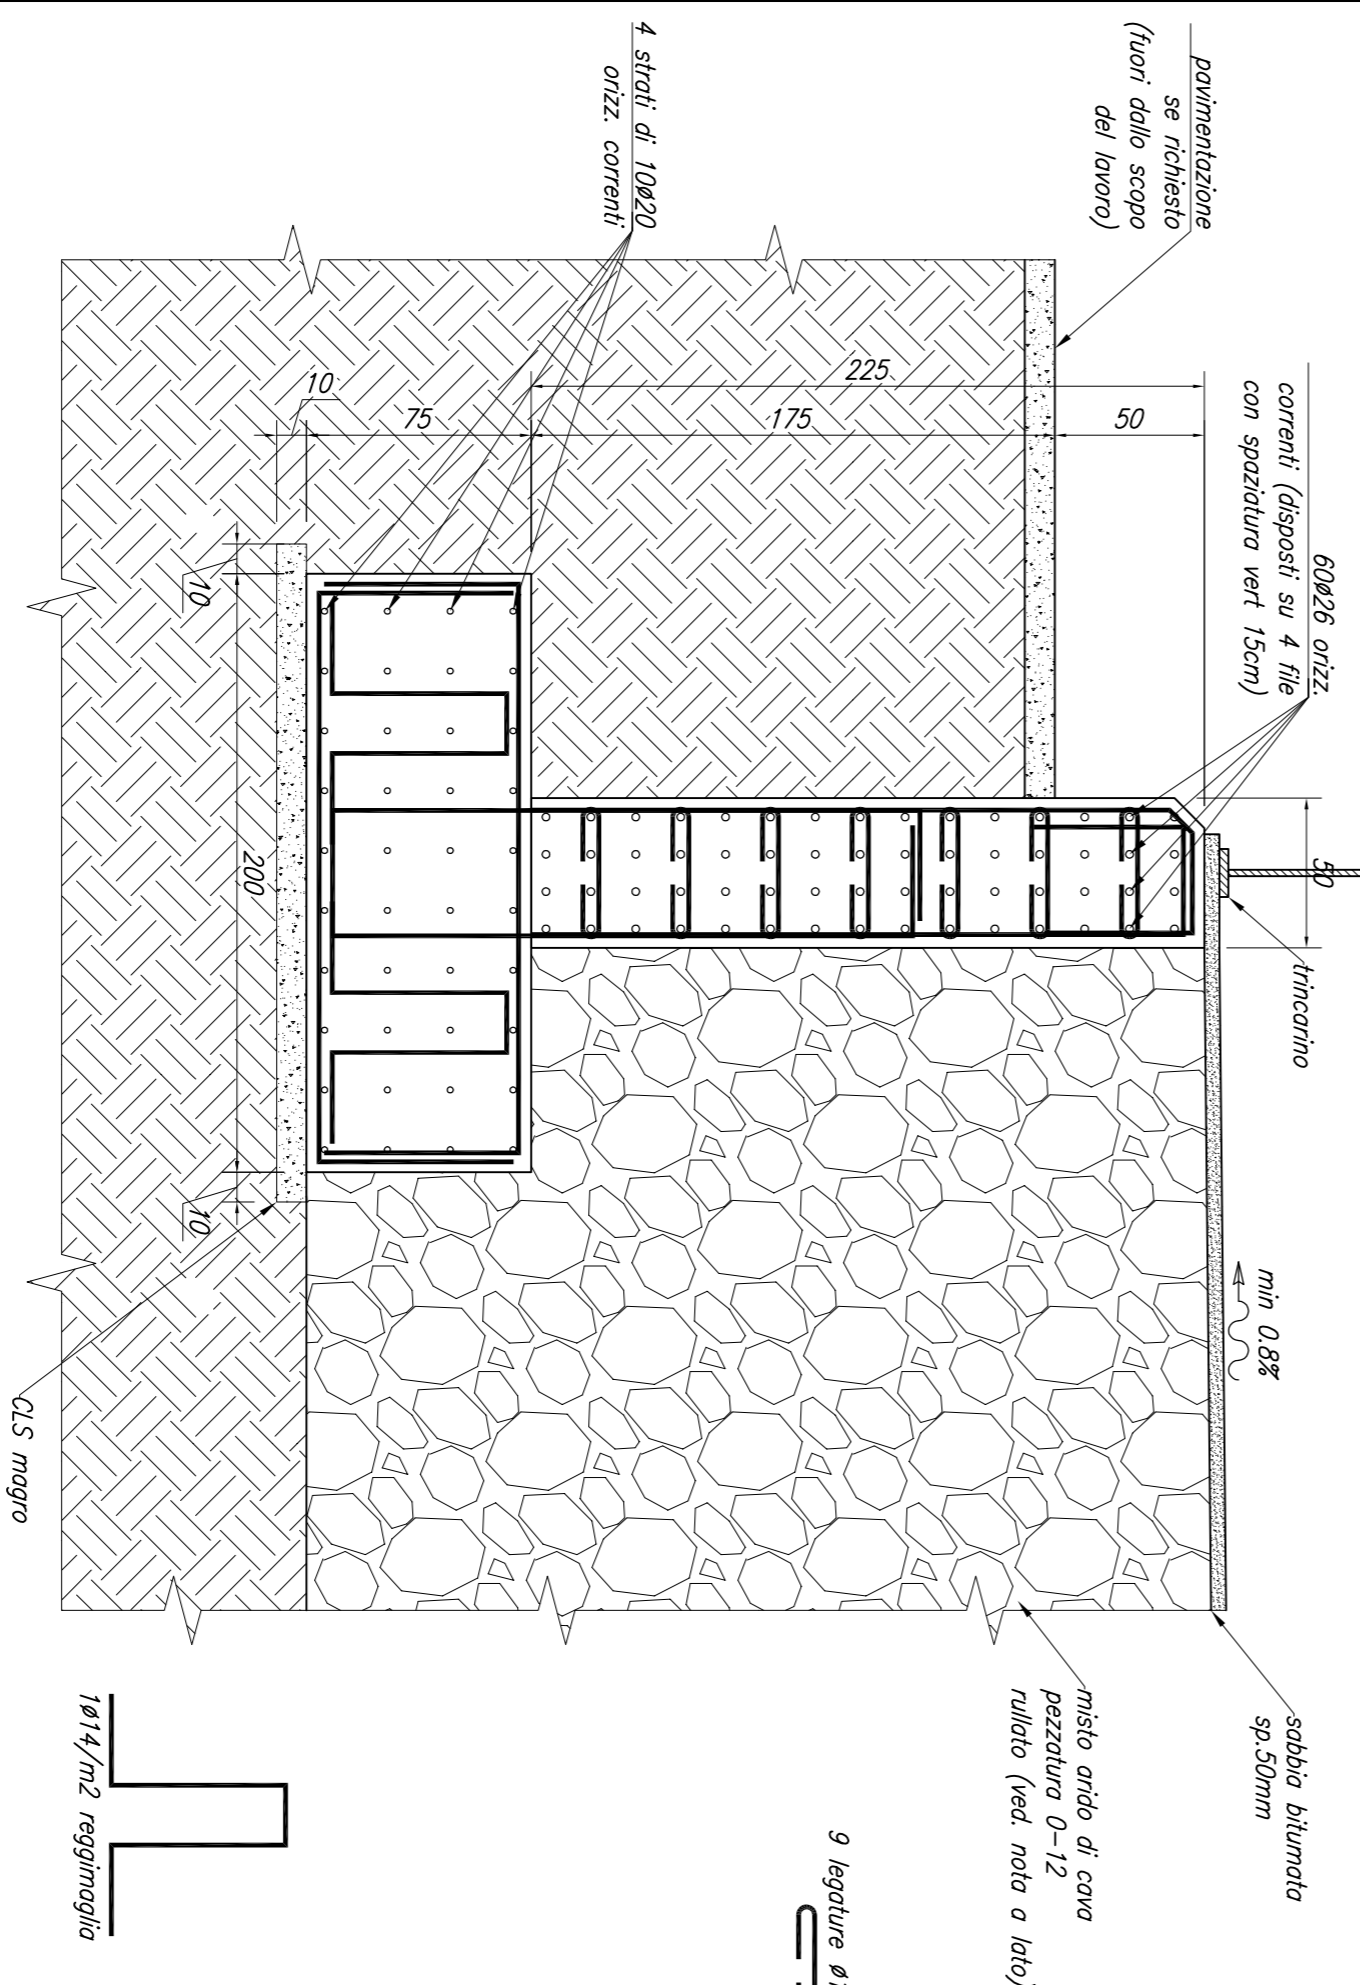 60ø26 orizz.
correnti (disposti su 4 file
con spaziatura vert 15cm)
pavimentazione
se richiesto
(fuori dallo scopo
del lavoro)
4 strati di 10ø20
orizz. correnti
50
trincarino
min 0.8%
sabbia bitumata
sp.50mm
misto arido di cava
pezzatura 0-12
rullato (ved. nota a lato)
50
225
175
75
10
10
200
10
CLS magro
9 legature
1ø14/m2 reggimaglia